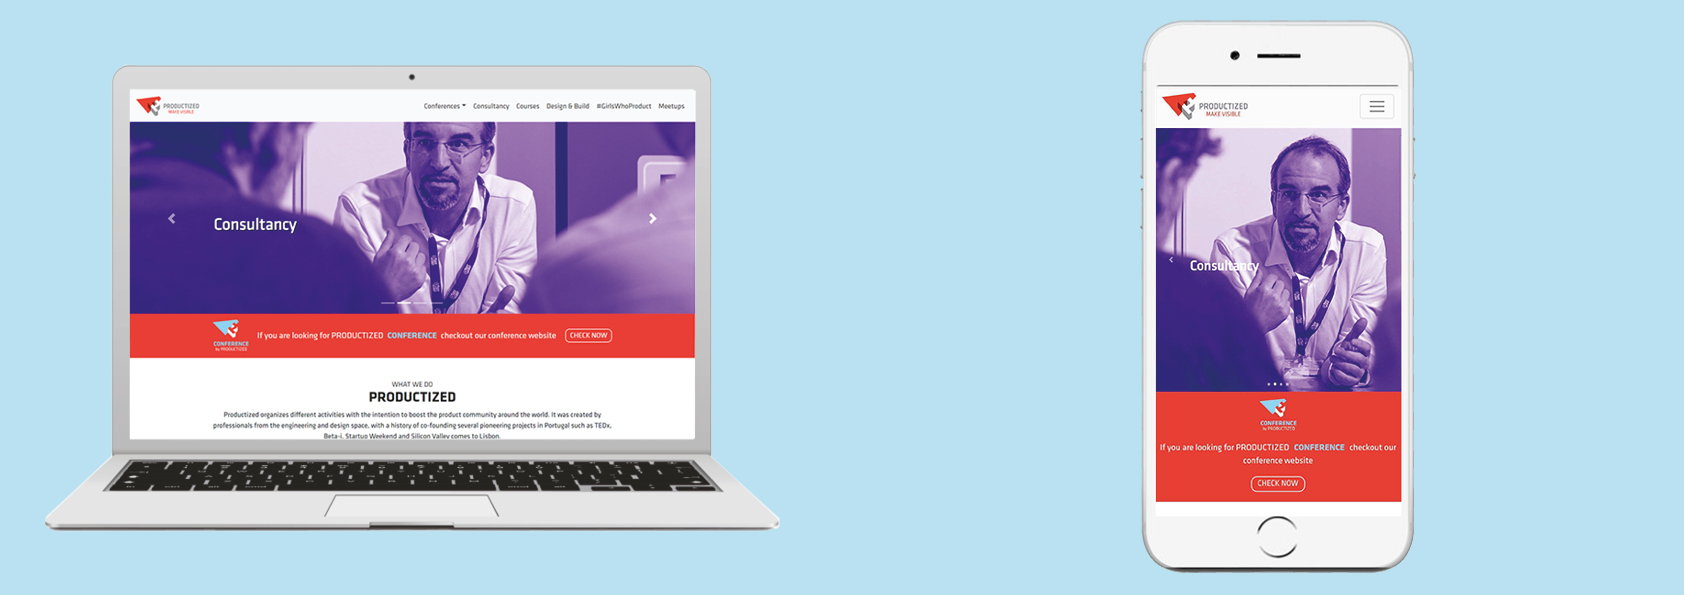 PRODUCTIZED
MAKE VISIBLE
Conferences Consultancy Courses Design & Build #GirlsWhoProduct Meetups
Consultancy
CONFERENCE
by PRODUCTIZED
If you are looking for PRODUCTIZED CONFERENCE checkout our conference website
CHECK NOW
WHAT WE DO
PRODUCTIZED
Productized organizes different activities with the intention to boost the product community around the world. It was created by
professionals from the engineering and design space, with a history of co-founding several pioneering projects in Portugal such as TEDx,
Beta-i, Startup Weekend and Silicon Valley comes to Lisbon.
PRODUCTIZED
MAKE VISIBLE
Consultancy
CONFERENCE
by PRODUCTIZED
If you are looking for PRODUCTIZED CONFERENCE checkout our
conference website
CHECK NOW